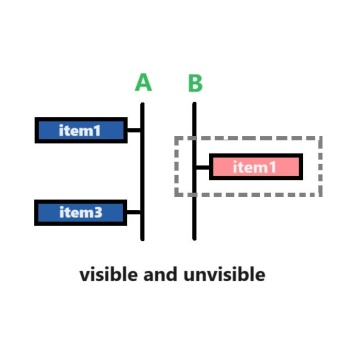 A B
item1
item1
item3
visible and unvisible